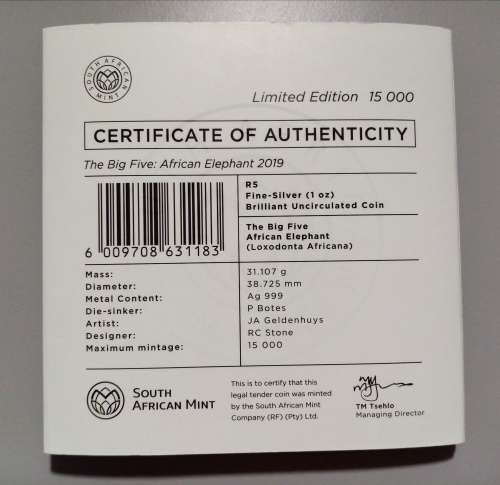 SOUTH AFRICAN MINT
Limited Edition 15 000
CERTIFICATE OF AUTHENTICITY
The Big Five: African Elephant 2019
R5
Fine-Silver (1 oz)
Brilliant Uncirculated Coin
The Big Five
African Elephant
(Loxodonta Africana)
6 009708 631183
Mass: 31.107 g
Diameter: 38.725 mm
Metal Content: Ag 999
Die-sinker: P Botes
Artist: JA Geldenhuys
Designer: RC Stone
Maximum mintage: 15 000
SOUTH
AFRICAN MINT
This is to certify that this
legal tender coin was minted
by the South African Mint
Company (RF) (Pty) Ltd.
TM Tsehlo
Managing Director